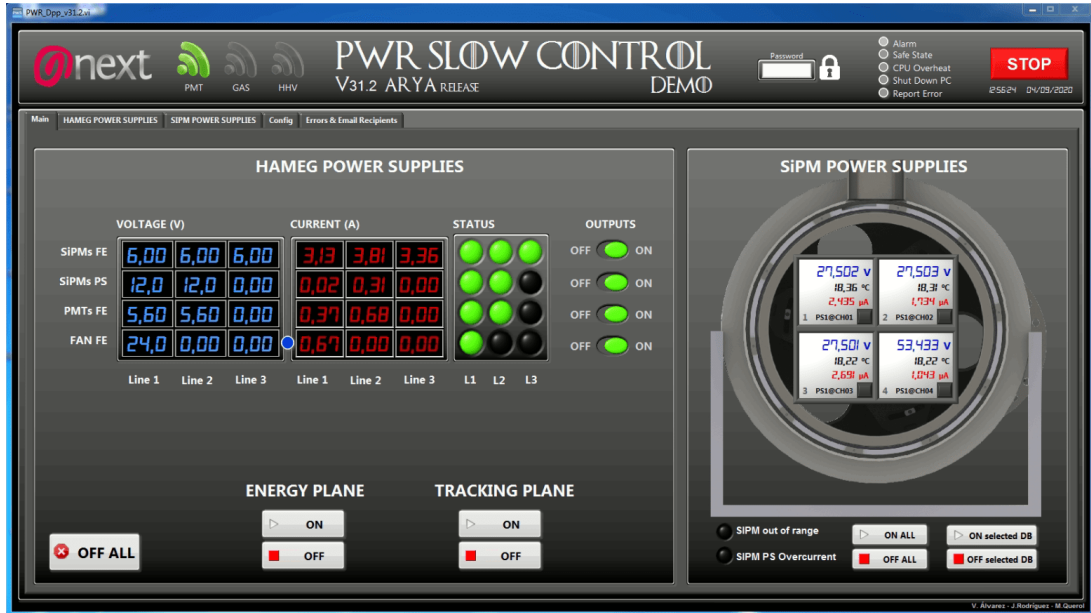 PWR_Dpp_v31.2.vi
next
PMT GAS HHV
PWR SLOW CONTROL
V31.2 ARYA RELEASE DEMO
Password
Alarm
Safe State
CPU Overheat
Shut Down PC
Report Error
STOP
12:56:24 04/09/2020
Main HAMEG POWER SUPPLIES SIPM POWER SUPPLIES Config Errors & Email Recipients
HAMEG POWER SUPPLIES
VOLTAGE (V) CURRENT (A) STATUS OUTPUTS
SiPMs FE 6,00 6,00 6,00 3,13 3,81 3,36 OFF ON
SiPMs PS 12,0 12,0 0,00 0,02 0,31 0,00 OFF ON
PMTs FE 5,60 5,60 0,00 0,37 0,68 0,00 OFF ON
FAN FE 24,0 0,00 0,00 0,67 0,00 0,00 OFF ON
Line 1 Line 2 Line 3 Line 1 Line 2 Line 3 L1 L2 L3
ENERGY PLANE TRACKING PLANE
ON ON
OFF OFF
OFF ALL
SiPM POWER SUPPLIES
27,502 v 27,503 v
18,36 ºC 18,31 ºC
2,435 µA 1,734 µA
1 PS1@CH01 2 PS1@CH02
27,501 v 53,433 v
18,22 ºC 18,22 ºC
2,691 µA 1,043 µA
3 PS1@CH03 4 PS1@CH04
SIPM out of range ON ALL ON selected DB
SIPM PS Overcurrent OFF ALL OFF selected DB
V. Álvarez - J.Rodríguez - M.Querol